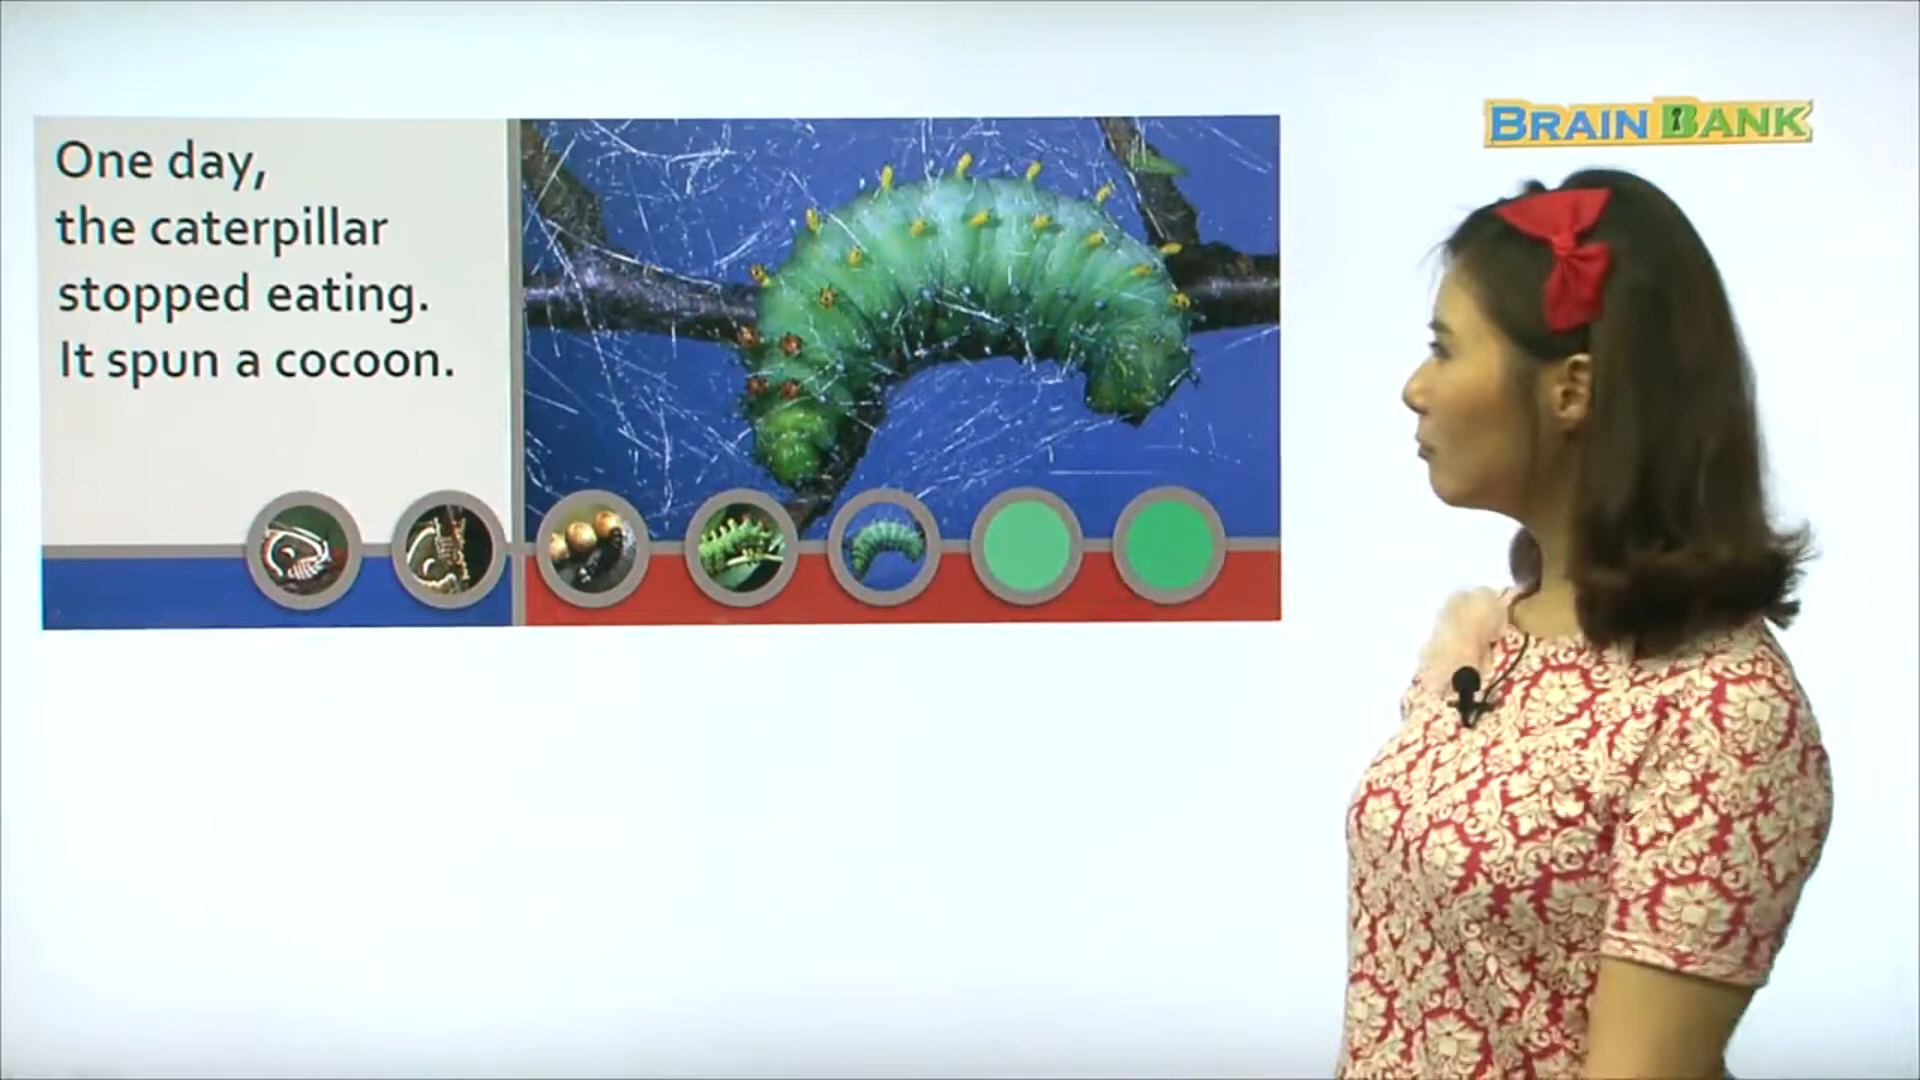 One day,
the caterpillar
stopped eating.
It spun a cocoon.
BRAIN BANK